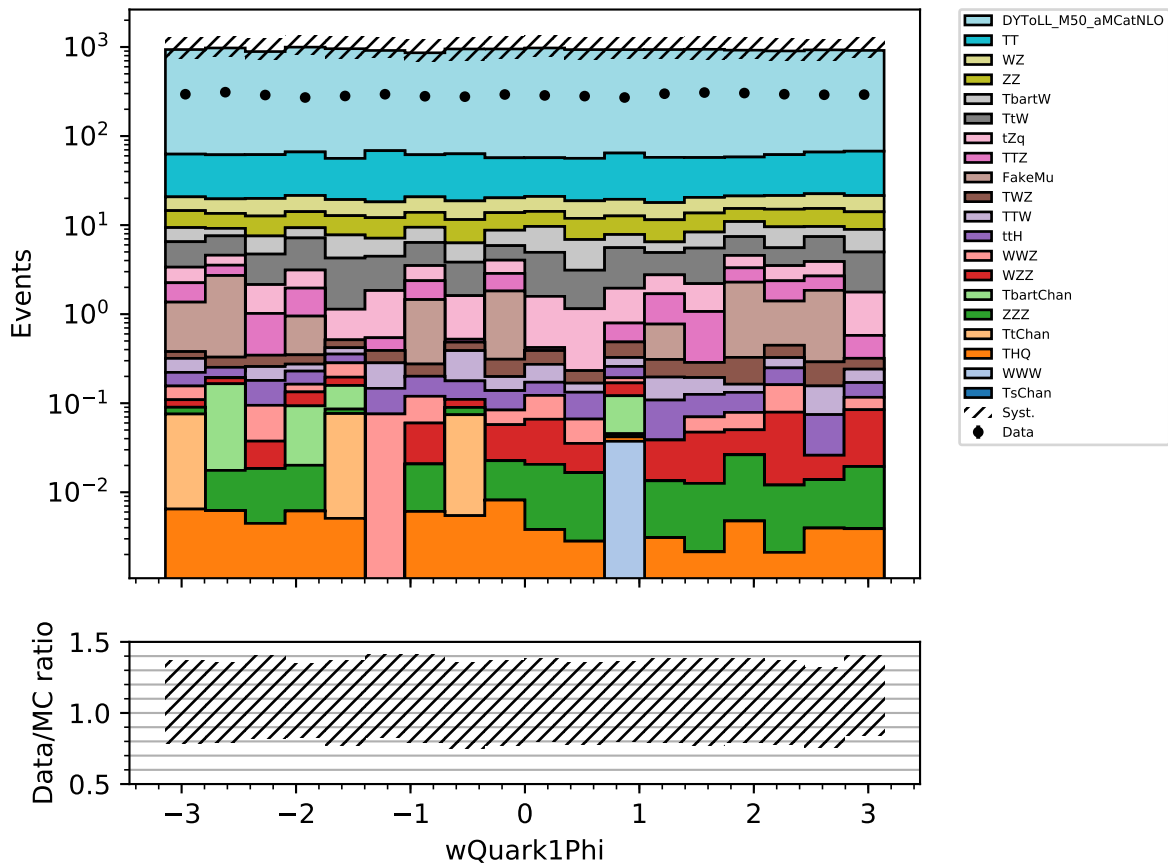 10³
10²
10¹
10⁰
10⁻¹
10⁻²
Events
DYToLL_M50_aMCatNLO
TT
WZ
ZZ
TbartW
TtW
tZq
TTZ
FakeMu
TWZ
TTW
ttH
WWZ
WZZ
TbartChan
ZZZ
TtChan
THQ
WWW
TsChan
Syst.
Data
1.5
1.0
0.5
Data/MC ratio
−3 −2 −1 0 1 2 3
wQuark1Phi